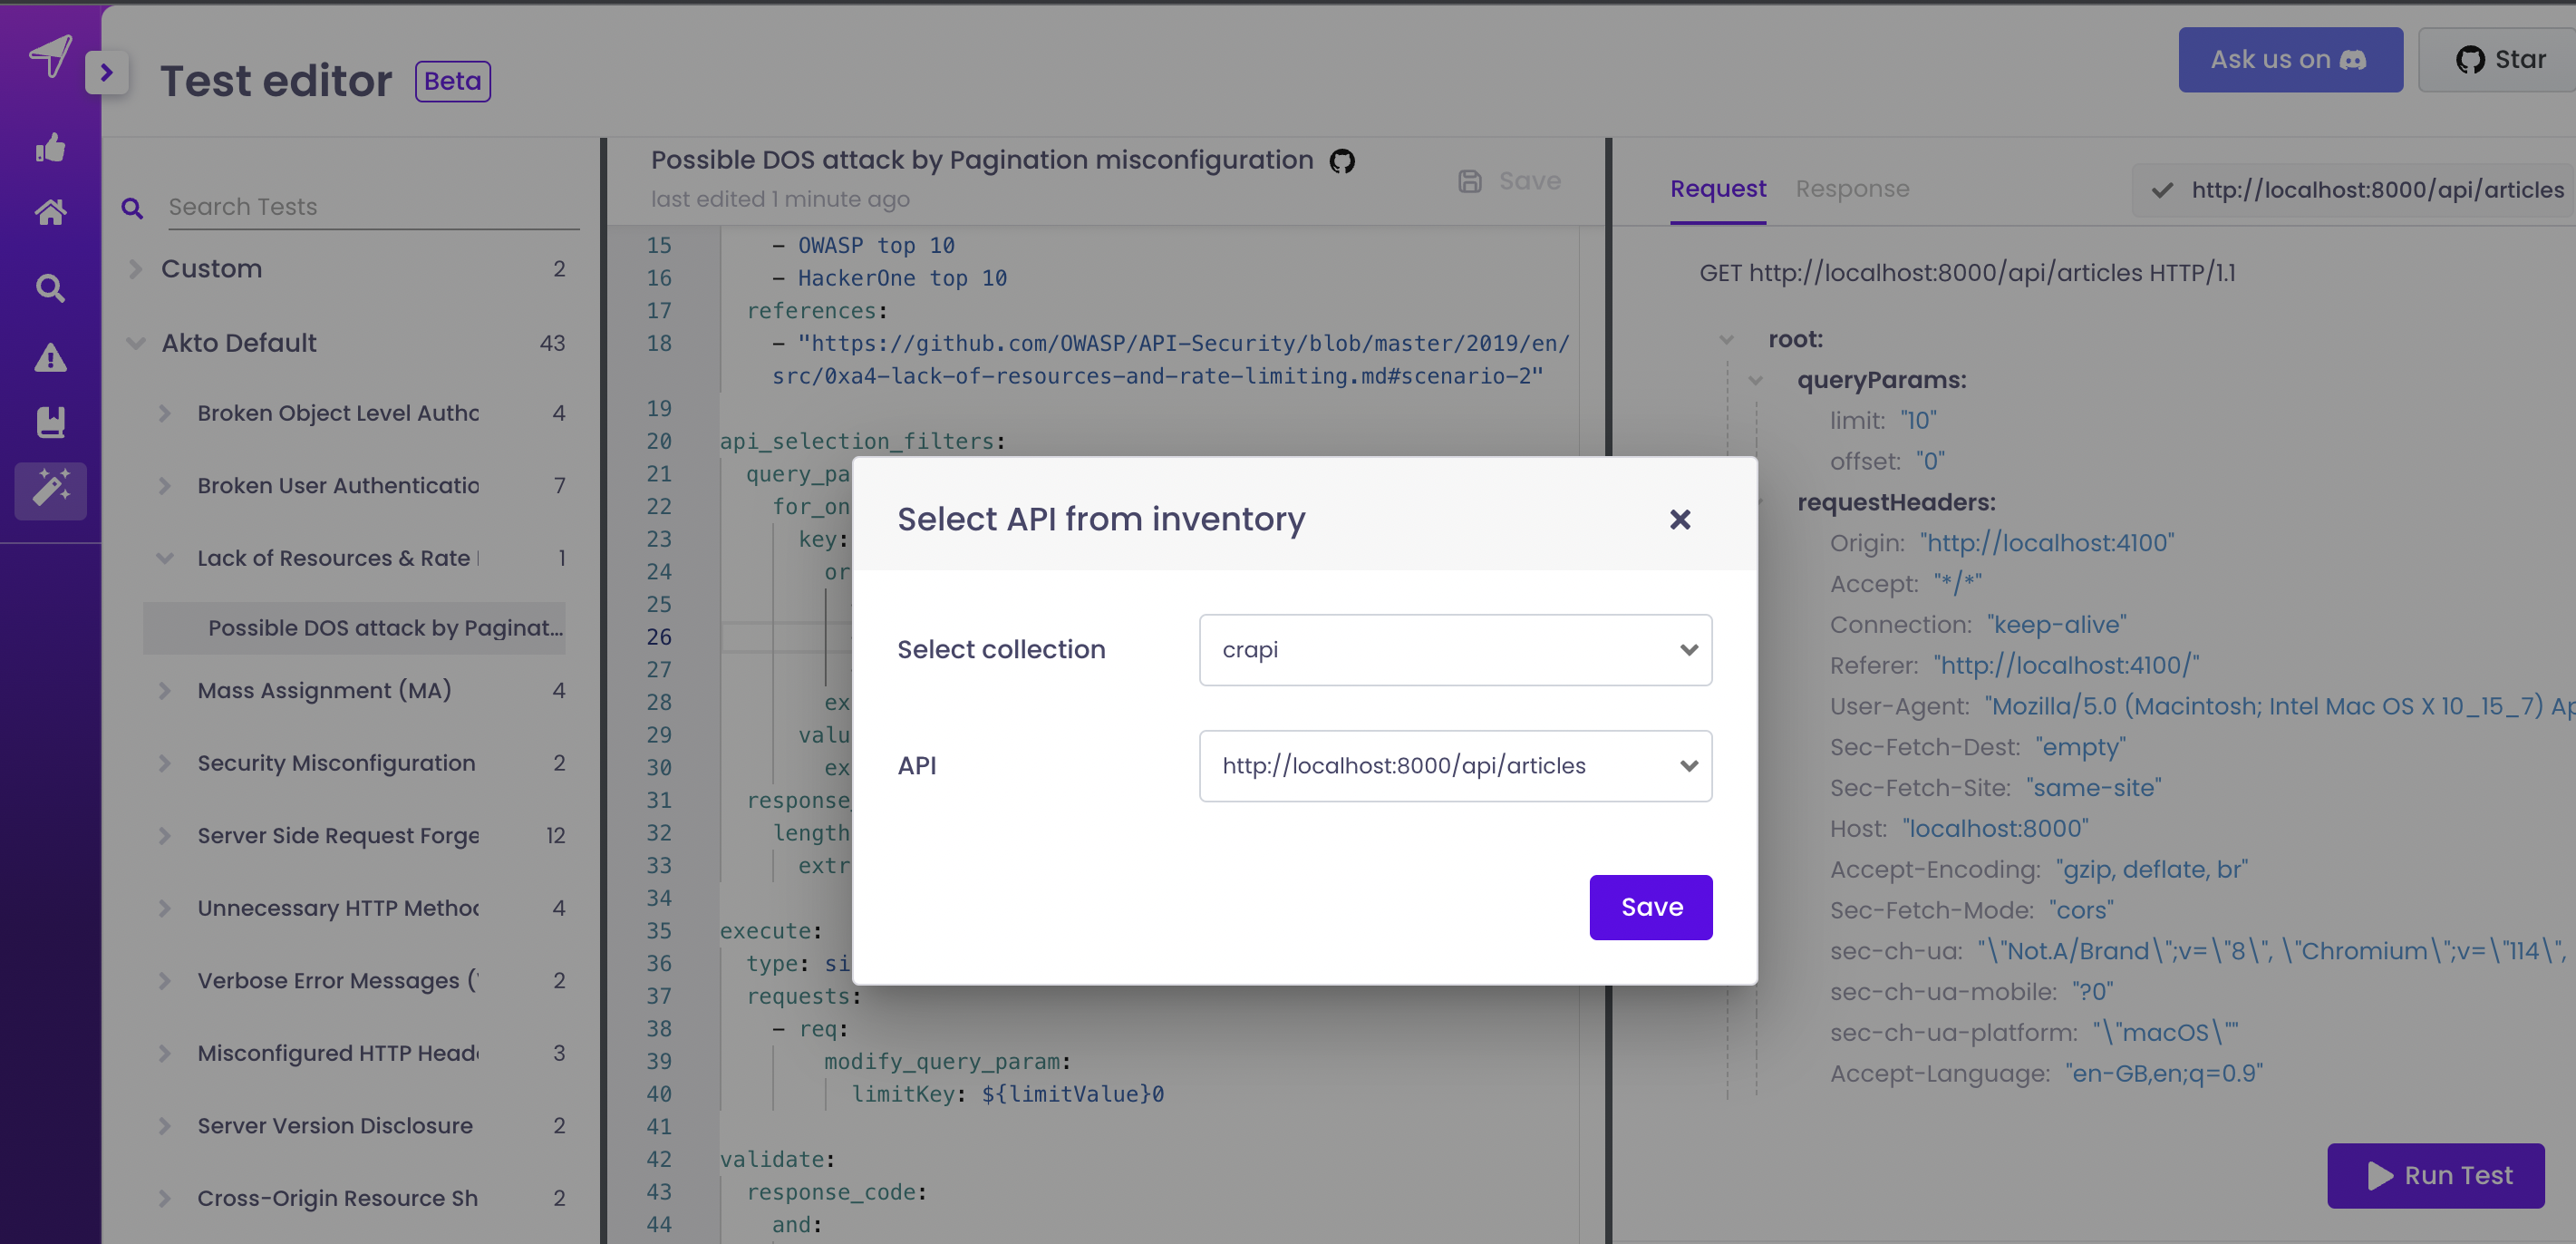 Test editor
Beta
Ask us on
Star
Search Tests
Custom 2
Akto Default 43
Broken Object Level Autho 4
Broken User Authenticatio 7
Lack of Resources & Rate 1
Possible DOS attack by Paginat...
Mass Assignment (MA) 4
Security Misconfiguration 2
Server Side Request Forge 12
Unnecessary HTTP Method 4
Verbose Error Messages ( 2
Misconfigured HTTP Heade 3
Server Version Disclosure 2
Cross-Origin Resource Sh 2
Possible DOS attack by Pagination misconfiguration
last edited 1 minute ago
Save
15 - OWASP top 10
16 - HackerOne top 10
17 references:
18 - "https://github.com/OWASP/API-Security/blob/master/2019/en/
src/0xa4-lack-of-resources-and-rate-limiting.md#scenario-2"
19
20 api_selection_filters:
21 query_pa
22 for_on
23 key:
24 or
25
26
27
28 ex
29 valu
30 ex
31 response_
32 length
33 extr
34
35 execute:
36 type: si
37 requests:
38 - req:
39 modify_query_param:
40 limitKey: ${limitValue}0
41
42 validate:
43 response_code:
44 and:
Select API from inventory
Select collection
crapi
API
http://localhost:8000/api/articles
Save
Request
Response
http://localhost:8000/api/articles
GET http://localhost:8000/api/articles HTTP/1.1
root:
queryParams:
limit: "10"
offset: "0"
requestHeaders:
Origin: "http://localhost:4100"
Accept: "*/*"
Connection: "keep-alive"
Referer: "http://localhost:4100/"
User-Agent: "Mozilla/5.0 (Macintosh; Intel Mac OS X 10_15_7) Ap
Sec-Fetch-Dest: "empty"
Sec-Fetch-Site: "same-site"
Host: "localhost:8000"
Accept-Encoding: "gzip, deflate, br"
Sec-Fetch-Mode: "cors"
sec-ch-ua: "\"Not.A/Brand\";v=\"8\", \"Chromium\";v=\"114\",
sec-ch-ua-mobile: "?0"
sec-ch-ua-platform: "\"macOS\""
Accept-Language: "en-GB,en;q=0.9"
Run Test